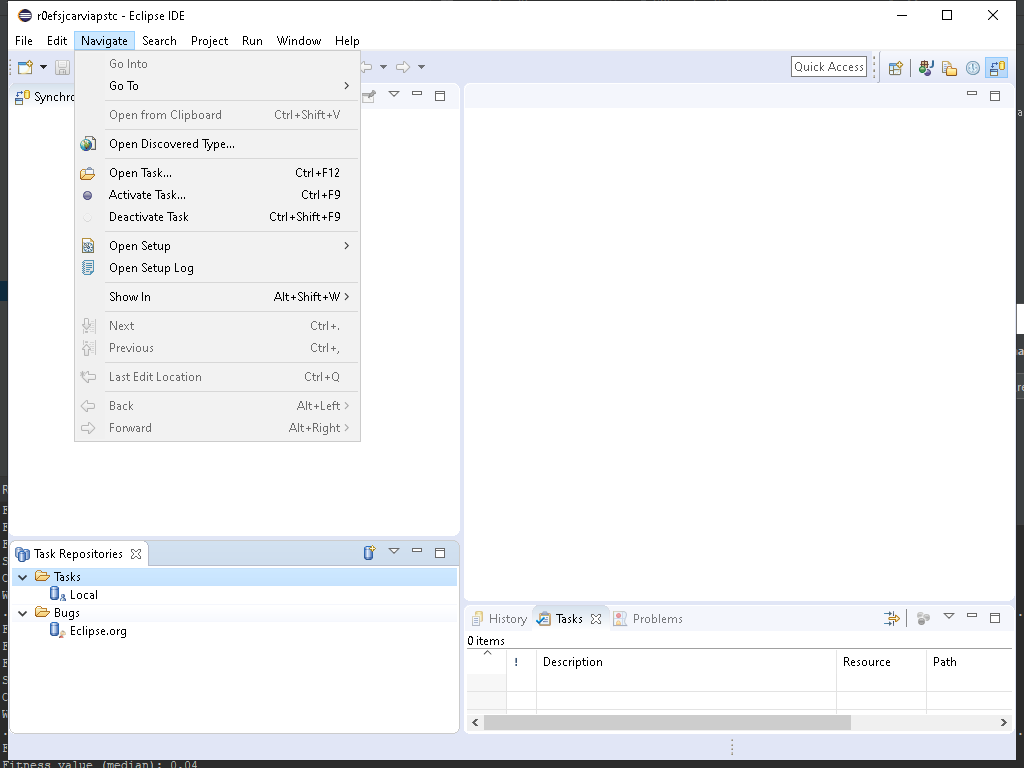 r0efsjcarviapstc - Eclipse IDE
File Edit Navigate Search Project Run Window Help
Quick Access
Synchro
Go Into
Go To
Open from Clipboard Ctrl+Shift+V
Open Discovered Type...
Open Task... Ctrl+F12
Activate Task... Ctrl+F9
Deactivate Task Ctrl+Shift+F9
Open Setup
Open Setup Log
Show In Alt+Shift+W
Next Ctrl+.
Previous Ctrl+,
Last Edit Location Ctrl+Q
Back Alt+Left
Forward Alt+Right
Task Repositories
Tasks
Local
Bugs
Eclipse.org
History Tasks Problems
0 items
! Description Resource Path
Fitness value (median): 0.04